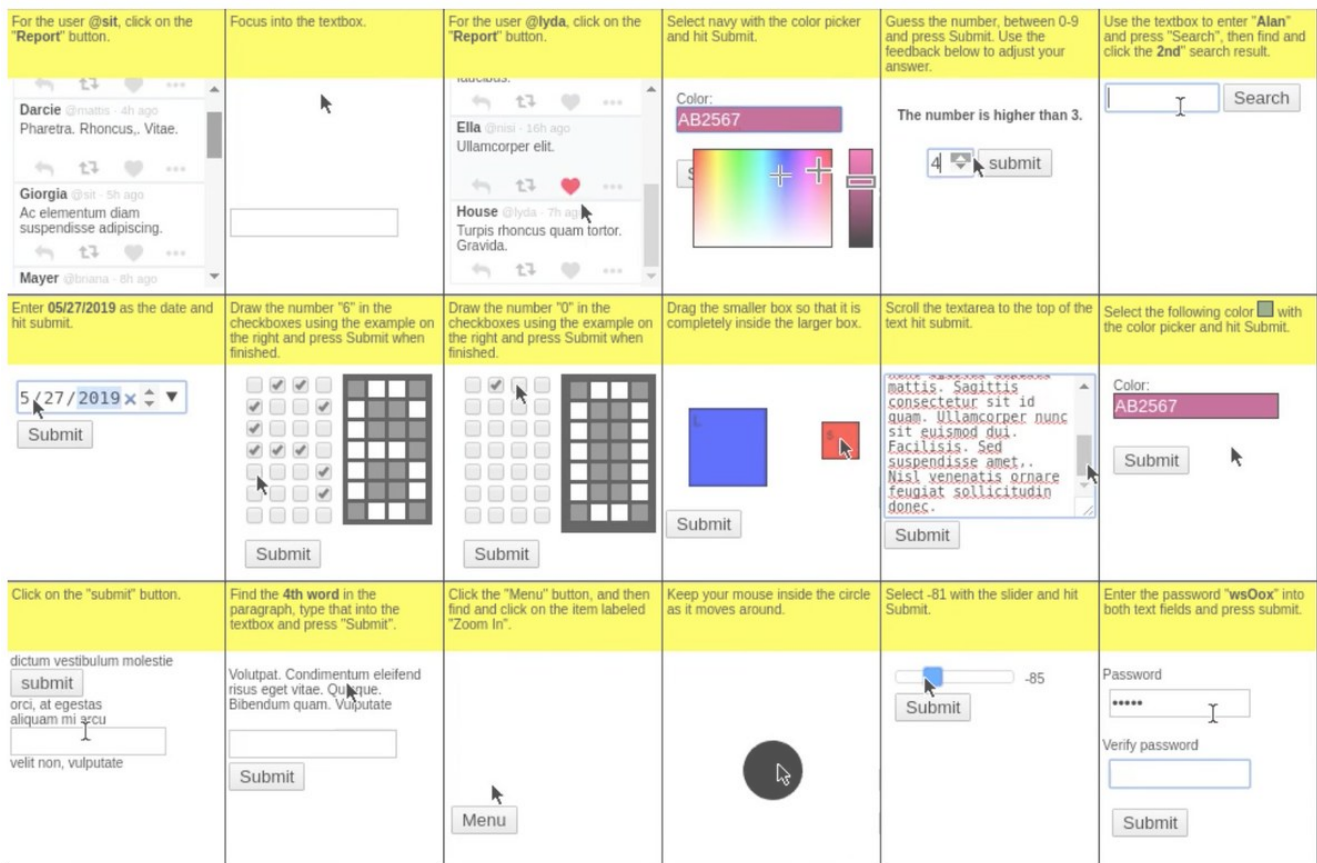 For the user @sit, click on the
"Report" button.
Darcie @mattis · 4h ago
Pharetra. Rhoncus,. Vitae.
Giorgia @sit · 5h ago
Ac elementum diam
suspendisse adipiscing.
Mayer @briana · 8h ago
Focus into the textbox.
For the user @lyda, click on the
"Report" button.
faucibus.
Ella @nisi · 16h ago
Ullamcorper elit.
House @lyda · 7h ago
Turpis rhoncus quam tortor.
Gravida.
Select navy with the color picker
and hit Submit.
Color:
AB2567
S
Guess the number, between 0-9
and press Submit. Use the
feedback below to adjust your
answer.
The number is higher than 3.
4 submit
Use the textbox to enter "Alan"
and press "Search", then find and
click the 2nd" search result.
Search
Enter 05/27/2019 as the date and
hit submit.
5/27/2019
Submit
Draw the number "6" in the
checkboxes using the example on
the right and press Submit when
finished.
Submit
Draw the number "0" in the
checkboxes using the example on
the right and press Submit when
finished.
Submit
Drag the smaller box so that it is
completely inside the larger box.
L
s
Submit
Scroll the textarea to the top of the
text hit submit.
mattis. Sagittis
consectetur sit id
quam. Ullamcorper nunc
sit euismod dui.
Facilisis. Sed
suspendisse amet,.
Nisl venenatis ornare
feugiat sollicitudin
donec.
Submit
Select the following color with
the color picker and hit Submit.
Color:
AB2567
Submit
Click on the "submit" button.
dictum vestibulum molestie
submit
orci, at egestas
aliquam mi arcu
velit non, vulputate
Find the 4th word in the
paragraph, type that into the
textbox and press "Submit".
Volutpat. Condimentum eleifend
risus eget vitae. Quisque.
Bibendum quam. Vulputate
Submit
Click the "Menu" button, and then
find and click on the item labeled
"Zoom In".
Menu
Keep your mouse inside the circle
as it moves around.
Select -81 with the slider and hit
Submit.
-85
Submit
Enter the password "wsOox" into
both text fields and press submit.
Password
•••••
Verify password
Submit